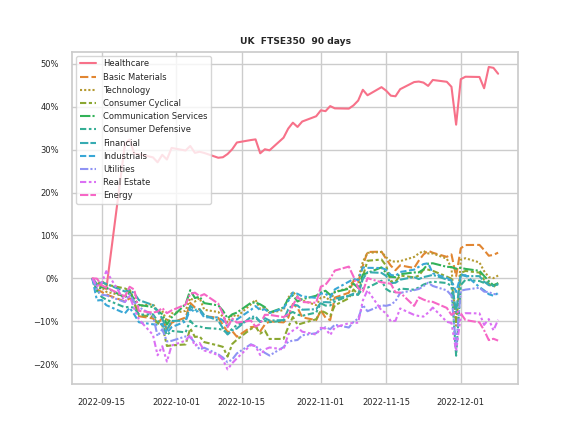 UK FTSE350 90 days
50%
40%
30%
20%
10%
0%
−10%
−20%
Healthcare
Basic Materials
Technology
Consumer Cyclical
Communication Services
Consumer Defensive
Financial
Industrials
Utilities
Real Estate
Energy
2022-09-15
2022-10-01
2022-10-15
2022-11-01
2022-11-15
2022-12-01